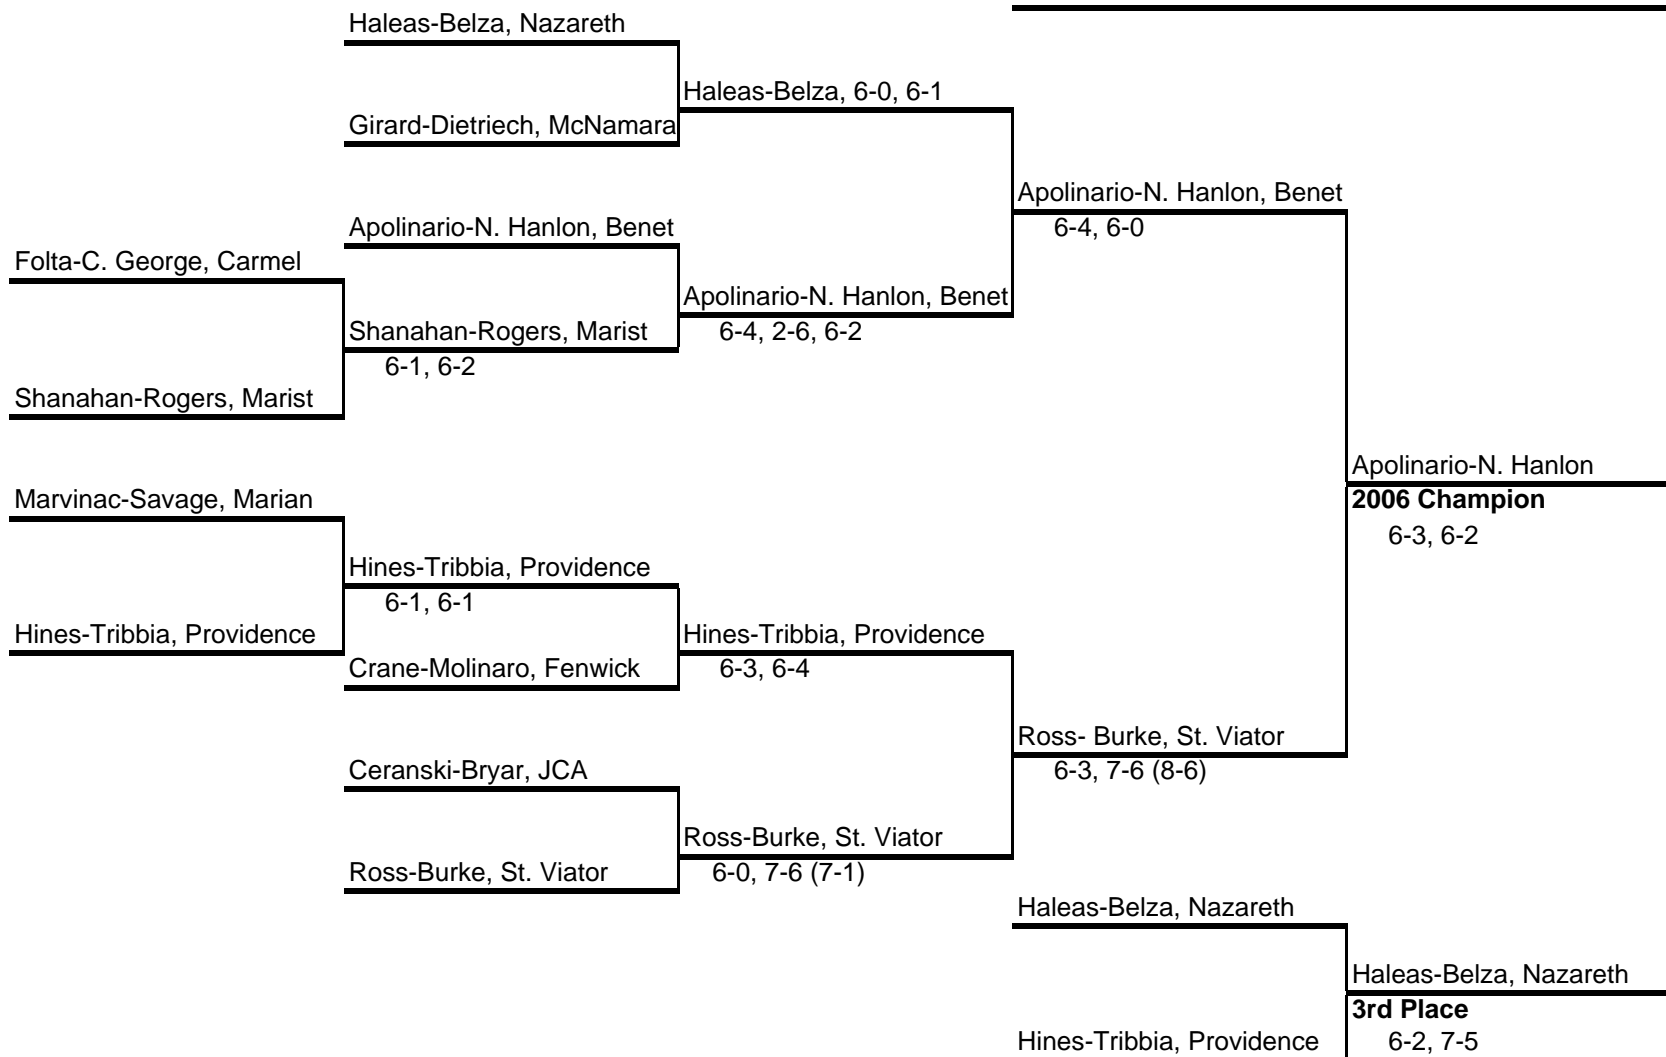 Haleas-Belza, Nazareth
Haleas-Belza, 6-0, 6-1
Girard-Dietriech, McNamara
Apolinario-N. Hanlon, Benet
6-4, 6-0
Apolinario-N. Hanlon, Benet
Folta-C. George, Carmel
Apolinario-N. Hanlon, Benet
6-4, 2-6, 6-2
Shanahan-Rogers, Marist
6-1, 6-2
Shanahan-Rogers, Marist
Apolinario-N. Hanlon
2006 Champion
6-3, 6-2
Marvinac-Savage, Marian
Hines-Tribbia, Providence
6-1, 6-1
Hines-Tribbia, Providence
Hines-Tribbia, Providence
6-3, 6-4
Crane-Molinaro, Fenwick
Ross- Burke, St. Viator
6-3, 7-6 (8-6)
Ceranski-Bryar, JCA
Ross-Burke, St. Viator
6-0, 7-6 (7-1)
Ross-Burke, St. Viator
Haleas-Belza, Nazareth
Haleas-Belza, Nazareth
3rd Place
6-2, 7-5
Hines-Tribbia, Providence